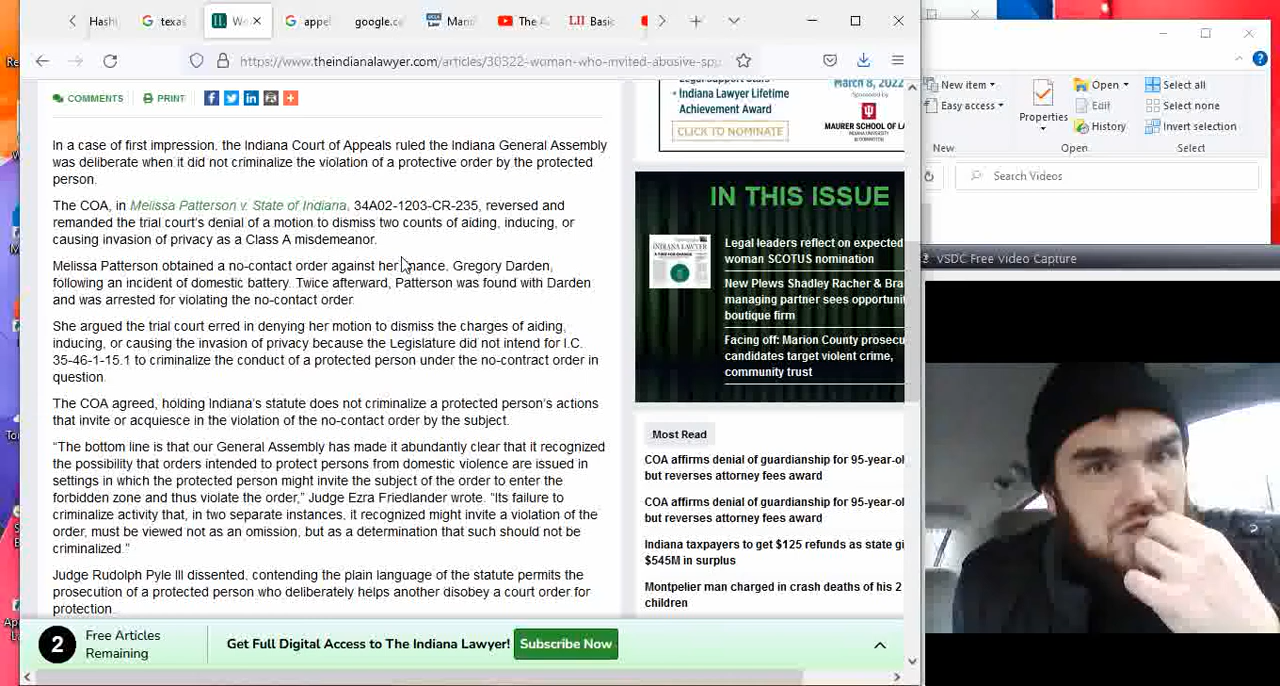 Hashi
texas
We
appel
google.co
Man
The A
LII Basic
https://www.theindianalawyer.com/articles/30322-woman-who-invited-abusive-sp
COMMENTS
PRINT
In a case of first impression, the Indiana Court of Appeals ruled the Indiana General Assembly
was deliberate when it did not criminalize the violation of a protective order by the protected
person.
The COA, in Melissa Patterson v. State of Indiana, 34A02-1203-CR-235, reversed and
remanded the trial court's denial of a motion to dismiss two counts of aiding, inducing, or
causing invasion of privacy as a Class A misdemeanor.
Melissa Patterson obtained a no-contact order against her fiance, Gregory Darden,
following an incident of domestic battery. Twice afterward, Patterson was found with Darden
and was arrested for violating the no-contact order.
She argued the trial court erred in denying her motion to dismiss the charges of aiding,
inducing, or causing the invasion of privacy because the Legislature did not intend for I.C.
35-46-1-15.1 to criminalize the conduct of a protected person under the no-contract order in
question.
The COA agreed, holding Indiana's statute does not criminalize a protected person's actions
that invite or acquiesce in the violation of the no-contact order by the subject.
“The bottom line is that our General Assembly has made it abundantly clear that it recognized
the possibility that orders intended to protect persons from domestic violence are issued in
settings in which the protected person might invite the subject of the order to enter the
forbidden zone and thus violate the order,” Judge Ezra Friedlander wrote. “Its failure to
criminalize activity that, in two separate instances, it recognized might invite a violation of the
order, must be viewed not as an omission, but as a determination that such should not be
criminalized.”
Judge Rudolph Pyle III dissented, contending the plain language of the statute permits the
prosecution of a protected person who deliberately helps another disobey a court order for
protection.
2
Free Articles
Remaining
Get Full Digital Access to The Indiana Lawyer!
Subscribe Now
• Indiana Lawyer Lifetime
Achievement Award
CLICK TO NOMINATE
March 8, 2022
Sponsored by
MAURER SCHOOL OF LA
IN THIS ISSUE
INDIANA LAWYER
Legal leaders reflect on expected
woman SCOTUS nomination
New Plews Shadley Racher & Bra
managing partner sees opportuni
boutique firm
Facing off: Marion County prosecu
candidates target violent crime,
community trust
Most Read
COA affirms denial of guardianship for 95-year-ol
but reverses attorney fees award
COA affirms denial of guardianship for 95-year-ol
but reverses attorney fees award
Indiana taxpayers to get $125 refunds as state gi
$545M in surplus
Montpelier man charged in crash deaths of his 2
children
New item
Easy access
New
Properties
Open
Edit
History
Open
Select all
Select none
Invert selection
Select
Search Videos
VSDC Free Video Capture